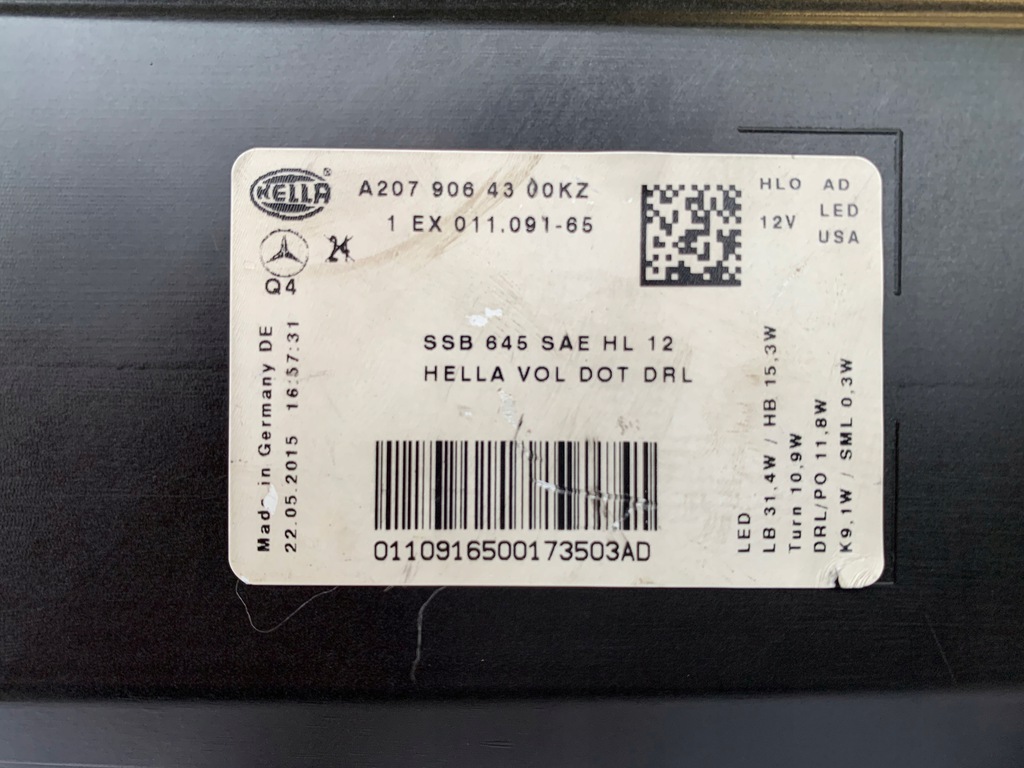 HELLA®
A207 906 43 00KZ
1 EX 011.091-65
Q4
HLO AD
12V LED
USA
SSB 645 SAE HL 12
HELLA VOL DOT DRL
Made in Germany DE
22.05.2015 16:57:31
0110916500173503AD
LED
LB 31,4W / HB 15,3W
Turn 10,9W
DRL/PO 11,8W
K9.1W / SML 0,3W